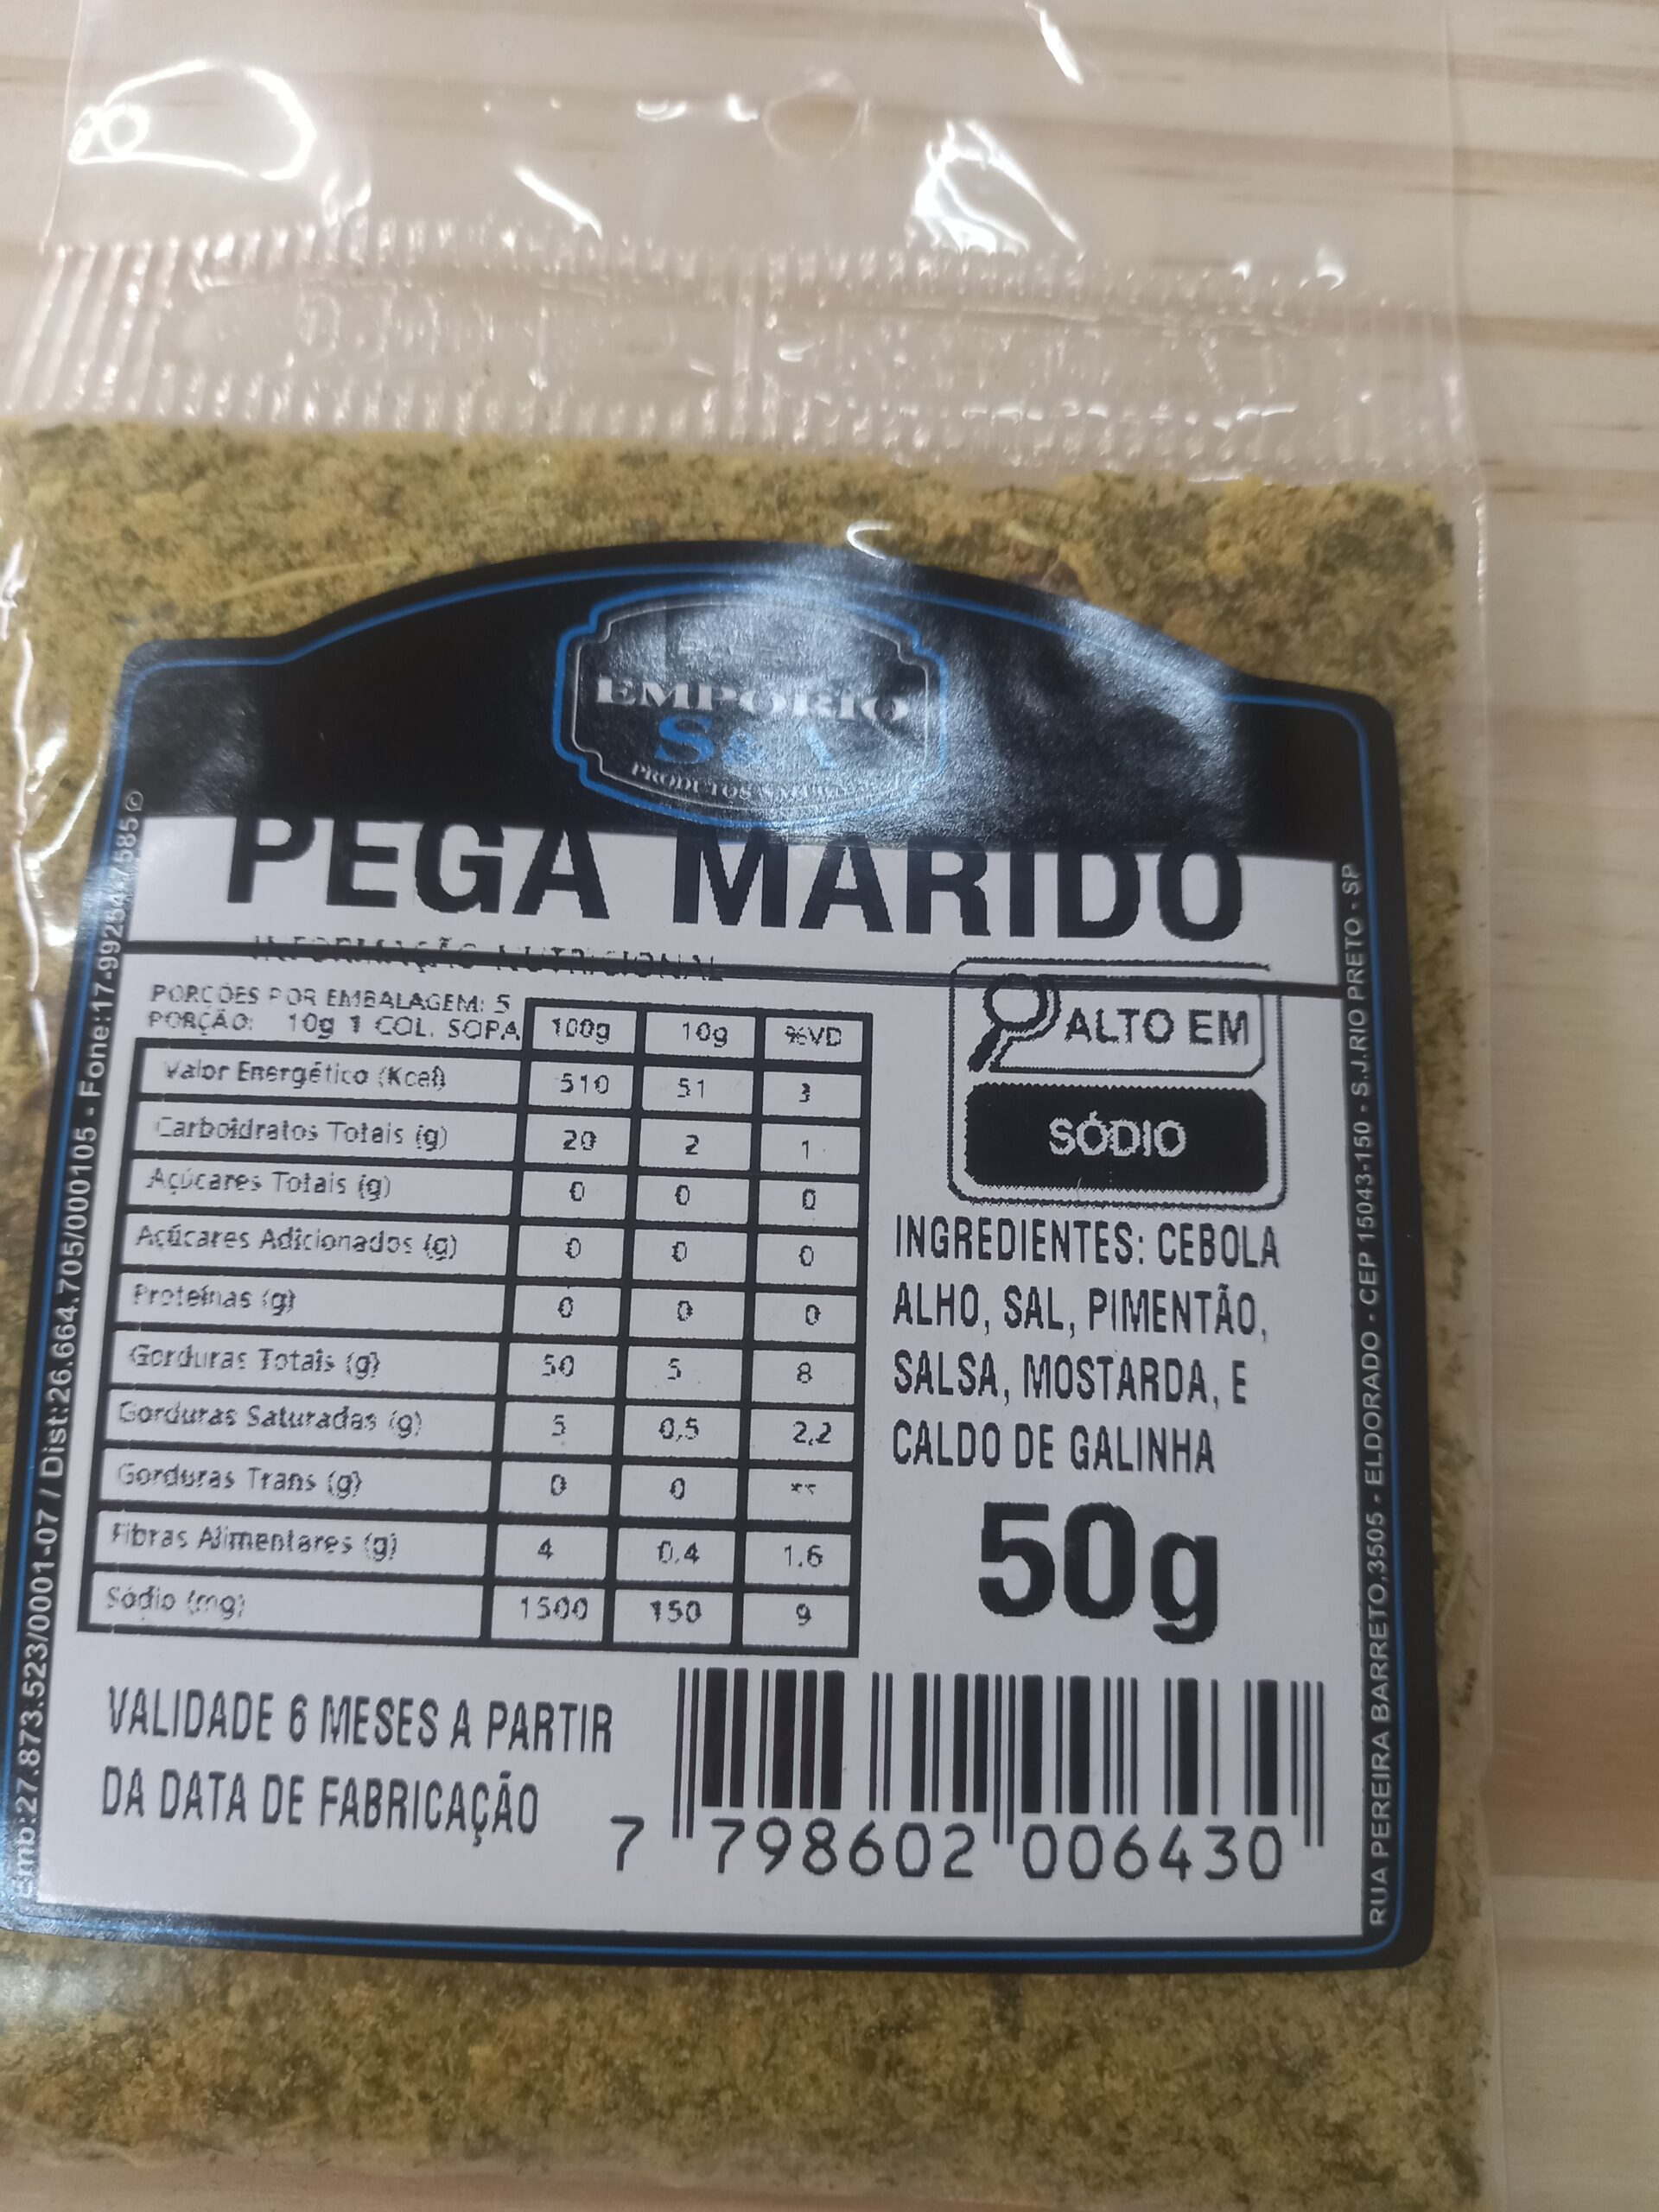 EMPÓRIO
PEGA MARIDO
INFORMAÇÃO NUTRICIONAL
PORÇÕES POR EMBALAGEM: 5
PORÇÃO: 10g 1 COL. SOPA
100g 10g %VD
Valor Energético (Kcal) 510 51 3
Carboidratos Totais (g) 20 2 1
Açúcares Totais (g) 0 0 0
Açúcares Adicionados (g) 0 0 0
Proteínas (g) 0 0 0
Gorduras Totais (g) 50 5 8
Gorduras Saturadas (g) 5 0,5 2,2
Gorduras Trans (g) 0 0 **
Fibras Alimentares (g) 4 0,4 1,6
Sódio (mg) 1500 150 9
ALTO EM
SÓDIO
INGREDIENTES: CEBOLA
ALHO, SAL, PIMENTÃO,
SALSA, MOSTARDA, E
CALDO DE GALINHA
50g
VALIDADE 6 MESES A PARTIR
DA DATA DE FABRICAÇÃO
7 798602 006430
Emb:27.873.523/0001-07 / Dist:26.664.705/000105 - Fone:17-99254-7585 ©
RUA PEREIRA BARRETO,3505 - ELDORADO - CEP 15043-150 - S.J.RIO PRETO - SP